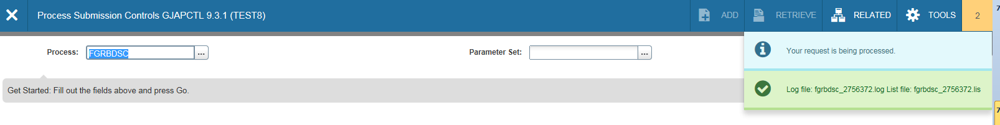 Process Submission Controls GJAPCTL 9.3.1 (TEST8)
ADD
RETRIEVE
RELATED
TOOLS
2
Process: FGRBDSC ...
Parameter Set: ...
Your request is being processed.
Get Started: Fill out the fields above and press Go.
Log file: fgrbdsc_2756372.log List file: fgrbdsc_2756372.lis
7
7